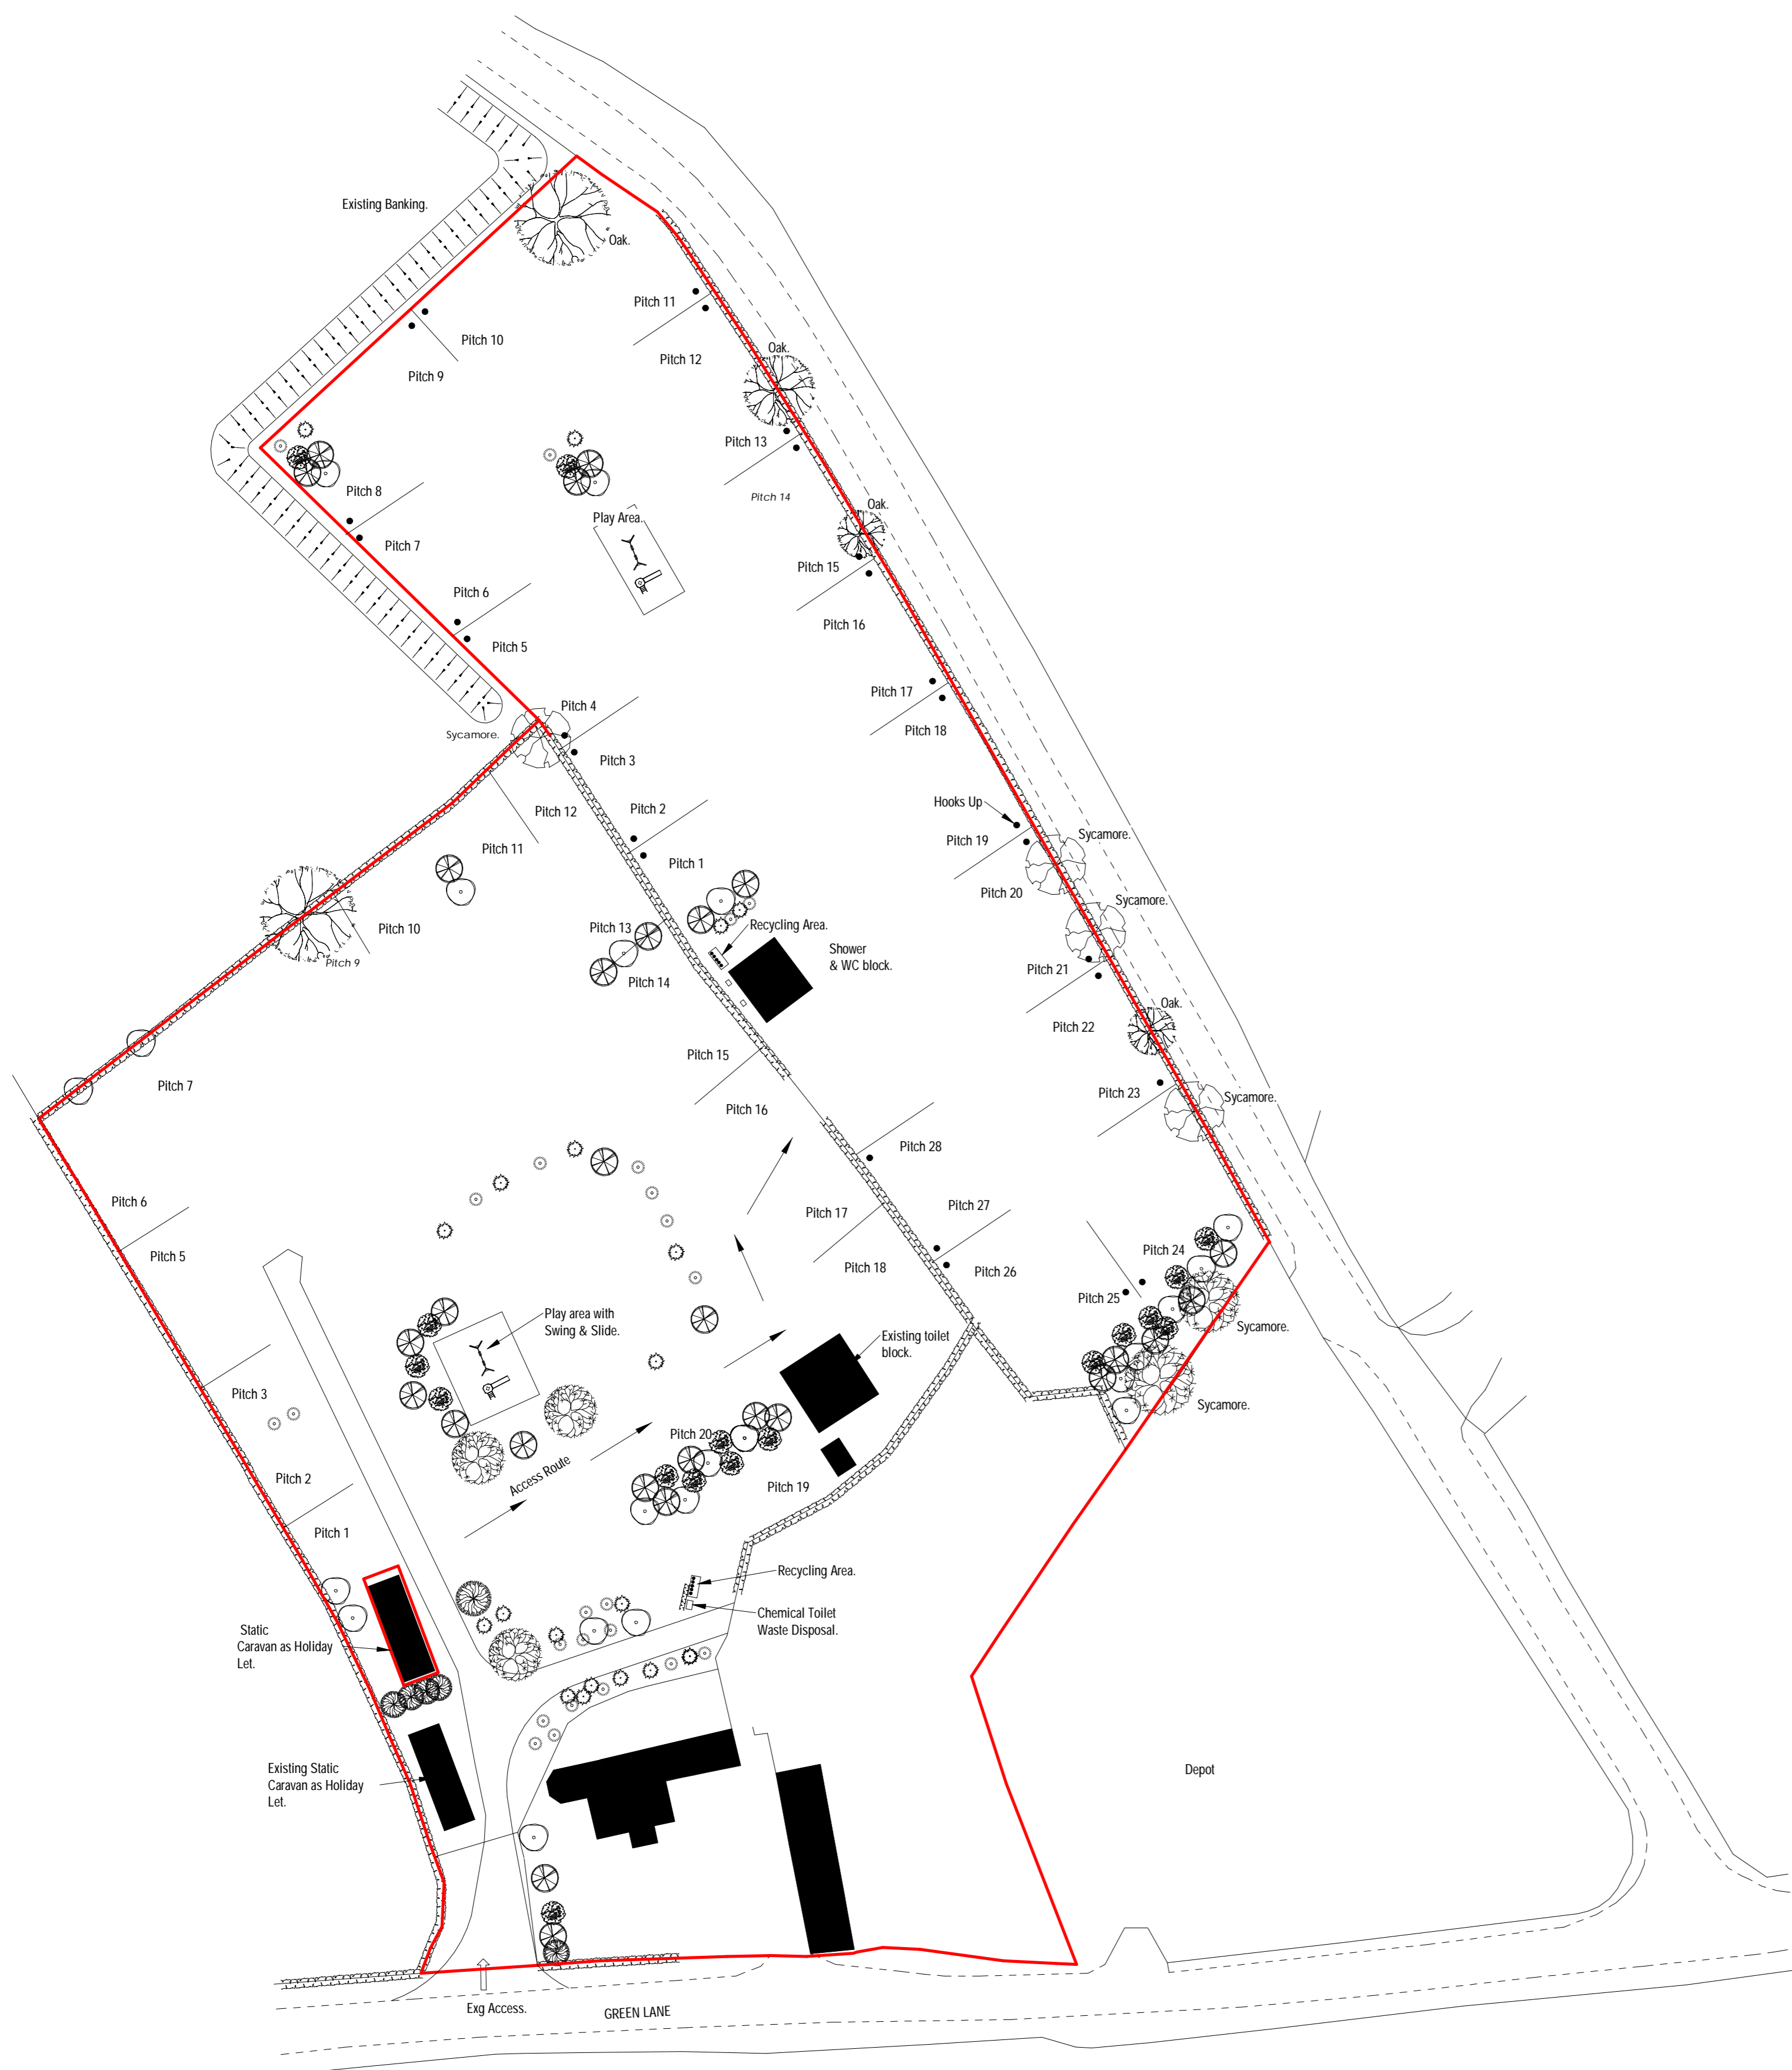 Existing Banking.
Oak.
Pitch 11
Pitch 10
Pitch 12
Oak.
Pitch 9
Pitch 13
Pitch 8
Pitch 14
Oak.
Play Area.
Pitch 7
Pitch 15
Pitch 6
Pitch 16
Pitch 5
Pitch 17
Pitch 4
Pitch 18
Sycamore.
Pitch 3
Hooks Up
Pitch 12
Pitch 2
Sycamore.
Pitch 19
Pitch 11
Pitch 1
Pitch 20
Sycamore.
Pitch 10
Pitch 13
Recycling Area.
Shower
& WC block.
Pitch 9
Pitch 14
Pitch 21
Oak.
Pitch 22
Pitch 15
Pitch 7
Pitch 23
Sycamore.
Pitch 16
Pitch 28
Pitch 6
Pitch 17
Pitch 27
Pitch 5
Pitch 18
Pitch 26
Pitch 24
Pitch 25
Sycamore.
Play area with
Swing & Slide.
Existing toilet
block.
Pitch 3
Sycamore.
Pitch 20
Access Route
Pitch 2
Pitch 19
Pitch 1
Recycling Area.
Chemical Toilet
Waste Disposal.
Static
Caravan as Holiday
Let.
Existing Static
Caravan as Holiday
Let.
Depot
Exg Access.
GREEN LANE